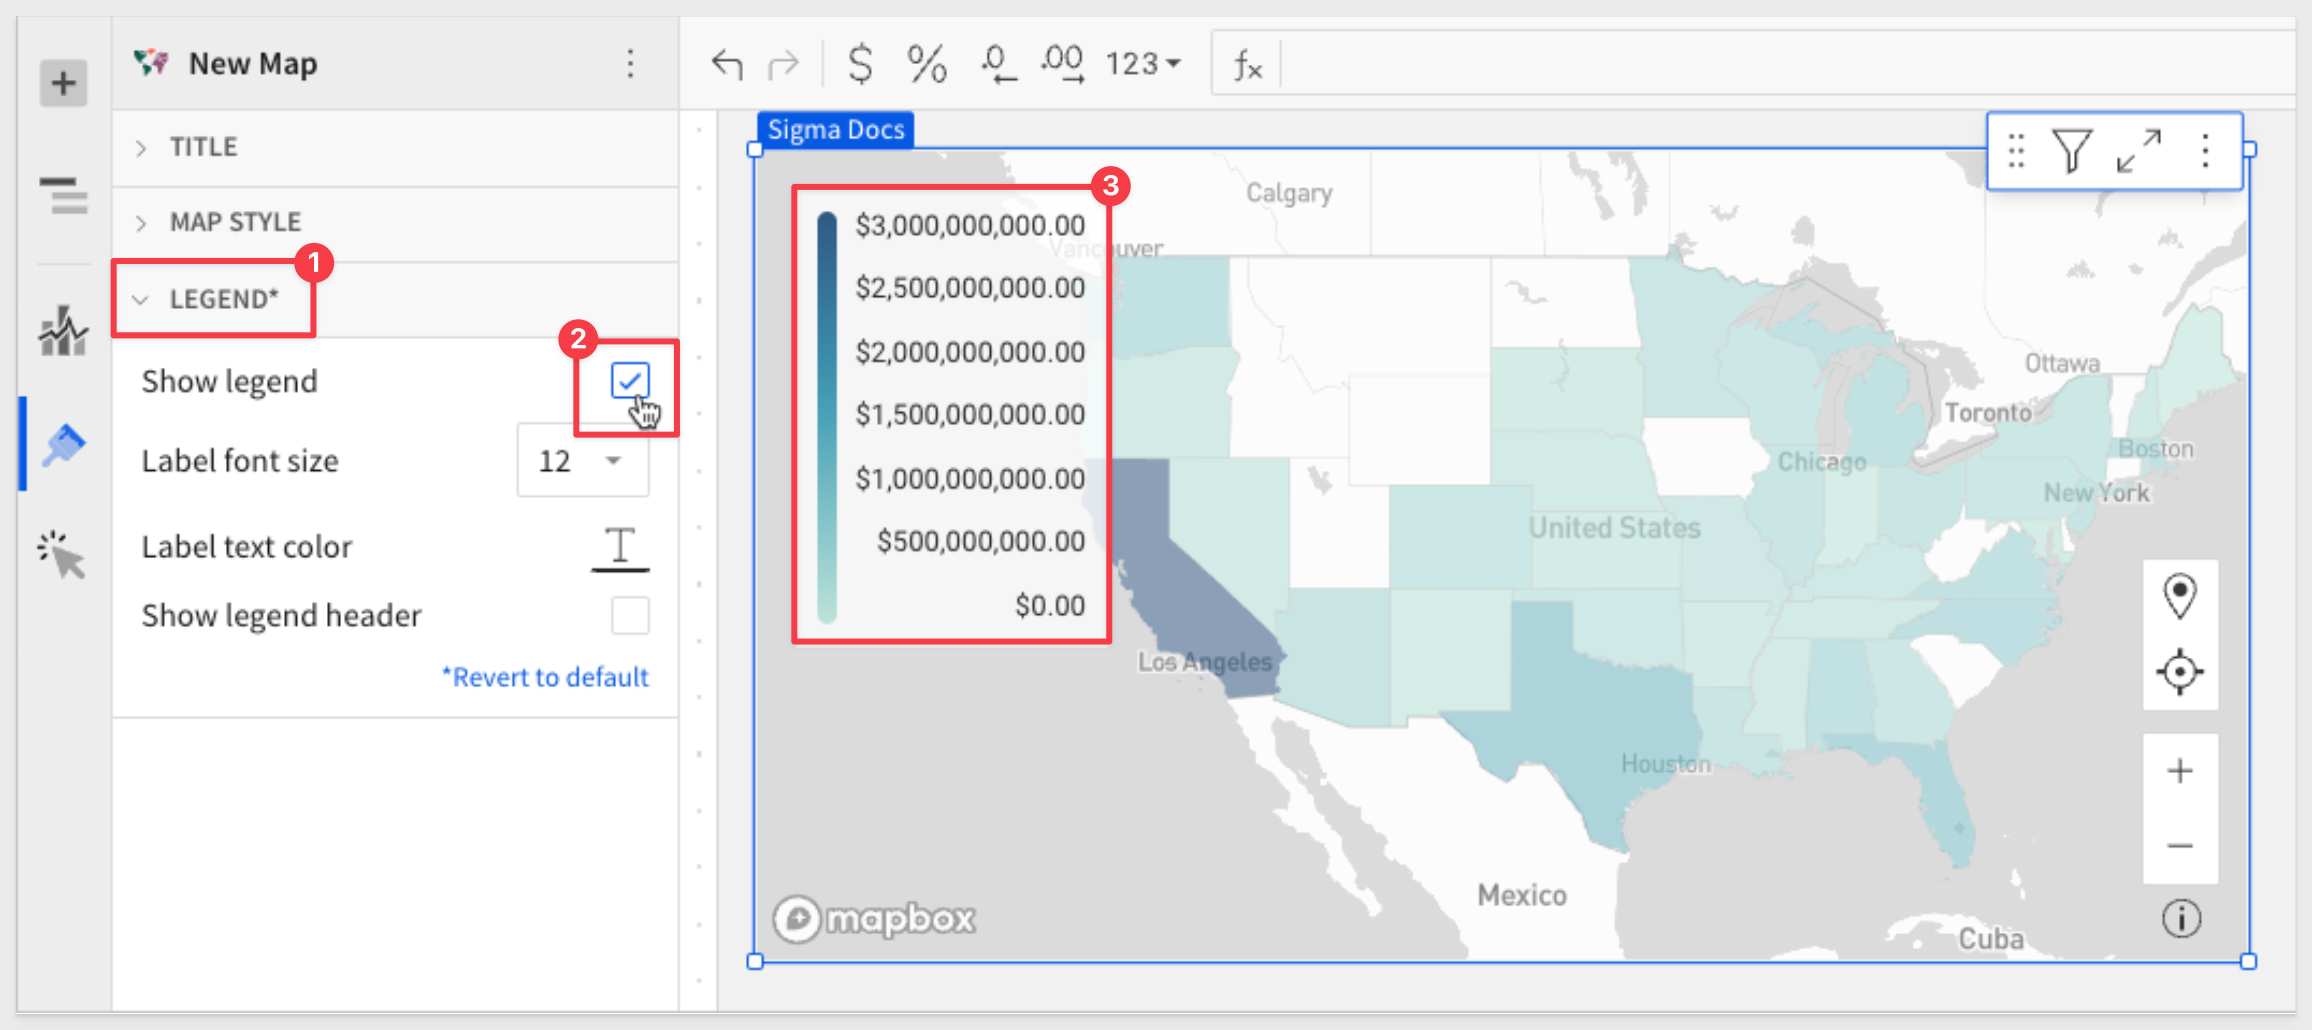 New Map
$ % .0 .00 123
fx
TITLE
MAP STYLE
1
LEGEND*
2
Show legend
Label font size
12
Label text color
T
Show legend header
*Revert to default
Sigma Docs
3
$3,000,000,000.00
$2,500,000,000.00
$2,000,000,000.00
$1,500,000,000.00
$1,000,000,000.00
$500,000,000.00
$0.00
Calgary
Vancouver
Ottawa
Toronto
Boston
Chicago
New York
United States
Los Angeles
Houston
Mexico
Cuba
mapbox